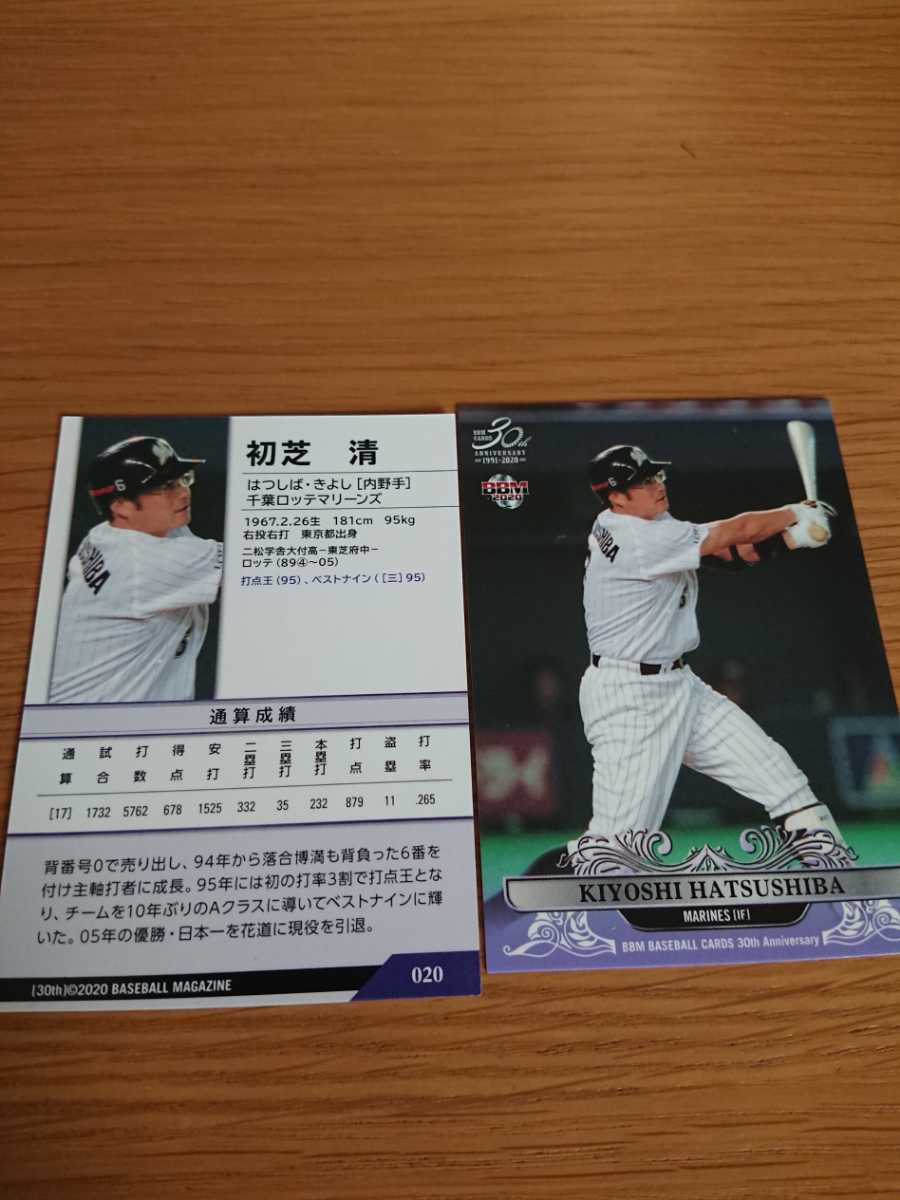 初芝 清
はつしば・きよし[内野手]
千葉ロッテマリーンズ
1967.2.26生 181cm 95kg
右投右打 東京都出身
二松学舎大付高−東芝府中−
ロッテ(89④〜05)
打点王(95)、ベストナイン([三]95)
6
通算成績
通算 試合 打数 得点 安打 二塁打 三塁打 本塁打 打点 盗塁 打率
[17] 1732 5762 678 1525 332 35 232 879 11 .265
背番号0で売り出し、94年から落合博満も背負った6番を
付け主軸打者に成長。95年には初の打率3割で打点王とな
り、チームを10年ぶりのAクラスに導いてベストナインに輝
いた。05年の優勝・日本一を花道に現役を引退。
[30th]©2020 BASEBALL MAGAZINE
020
BBM CARDS 30th
ANNIVERSARY
1991-2020
BBM
2020
6
KIYOSHI HATSUSHIBA
MARINES [IF]
BBM BASEBALL CARDS 30th Anniversary